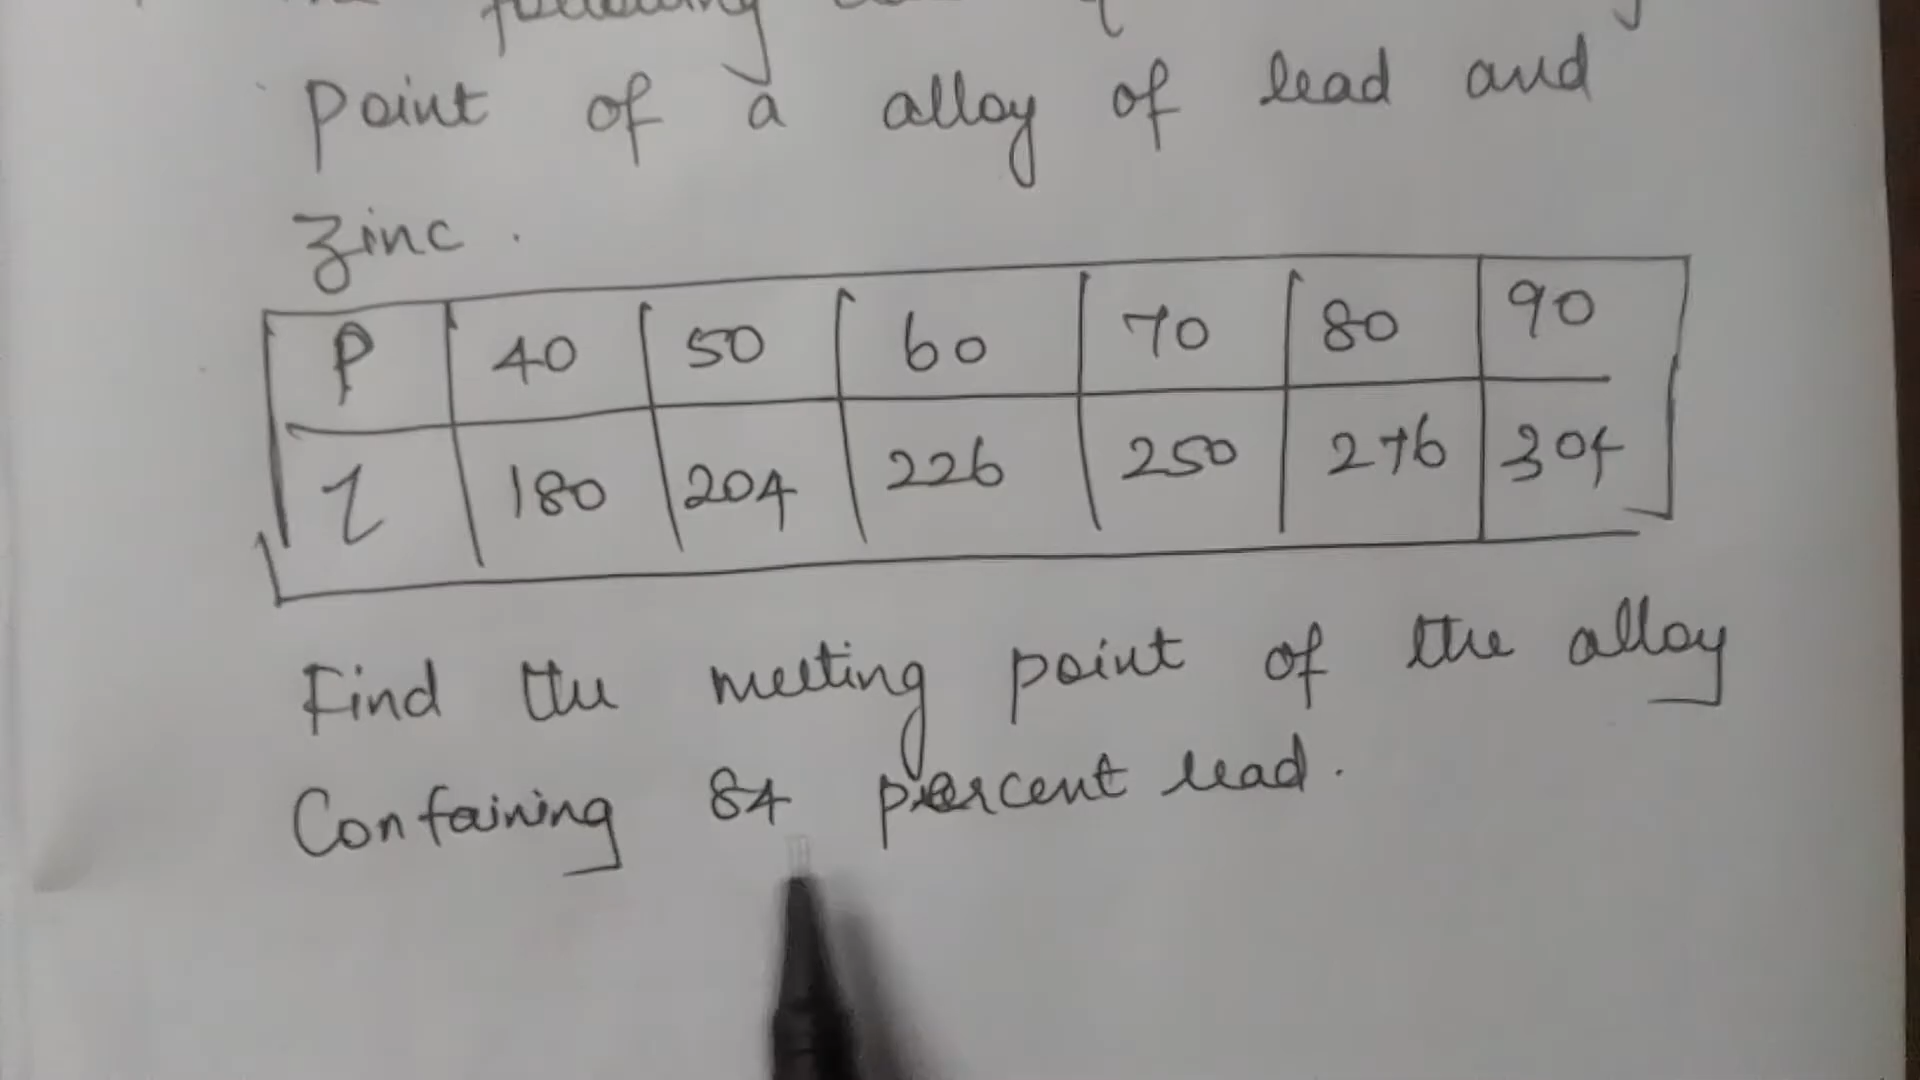 following
point of a alloy of lead and
zinc.
P 40 50 60 70 80 90
t 180 204 226 250 276 304
Find the melting point of the alloy
Containing 84 percent lead.